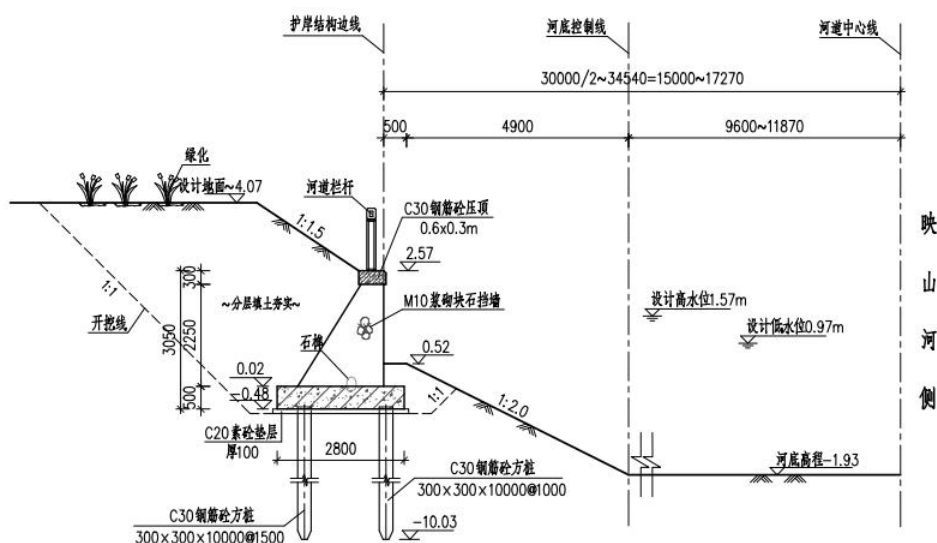 护岸结构边线
河底控制线
河道中心线
30000/2~34540=15000~17270
500
4900
9600~11870
绿化
设计地面~4.07
河道栏杆
C30钢筋砼压顶
0.6x0.3m
1:1.5
2.57
1:1
开挖线
~分层填土夯实~
M10浆砌块石挡墙
石榫
300
2250
3050
500
0.02
-0.48
0.52
1:1
1:2.0
设计高水位1.57m
设计低水位0.97m
映山河侧
C20素砼垫层
厚100
2800
C30钢筋砼方桩
300x300x10000@1000
C30钢筋砼方桩
300x300x10000@1500
-10.03
河底高程-1.93